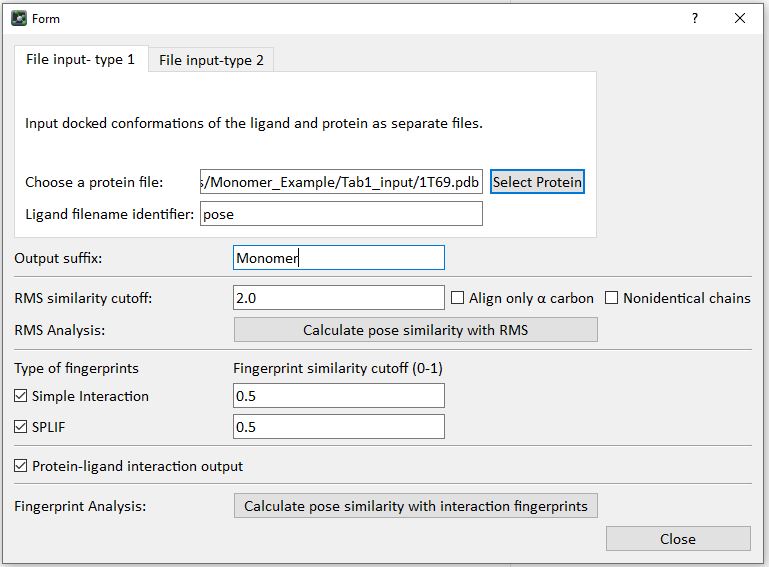 Form
? ×
File input- type 1 File input-type 2
Input docked conformations of the ligand and protein as separate files.
Choose a protein file: s/Monomer_Example/Tab1_input/1T69.pdb Select Protein
Ligand filename identifier: pose
Output suffix: Monomer
RMS similarity cutoff: 2.0 Align only α carbon Nonidentical chains
RMS Analysis: Calculate pose similarity with RMS
Type of fingerprints Fingerprint similarity cutoff (0-1)
Simple Interaction 0.5
SPLIF 0.5
Protein-ligand interaction output
Fingerprint Analysis: Calculate pose similarity with interaction fingerprints
Close